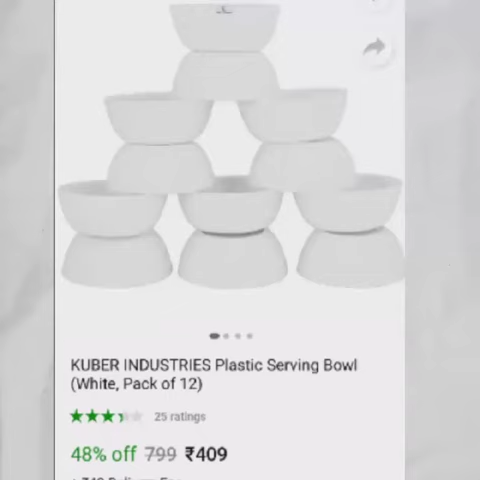 KUBER INDUSTRIES Plastic Serving Bowl
(White, Pack of 12)
25 ratings
48% off 799 ₹409